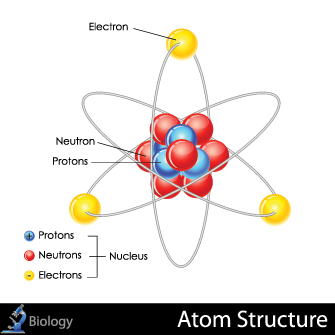 Electron
Neutron
Protons
+ Protons
Neutrons
Nucleus
- Electrons
Biology
Atom Structure